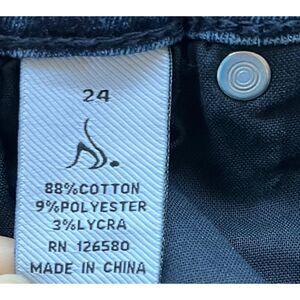 24
88%COTTON
9%POLYESTER
3%LYCRA
RN 126580
MADE IN CHINA